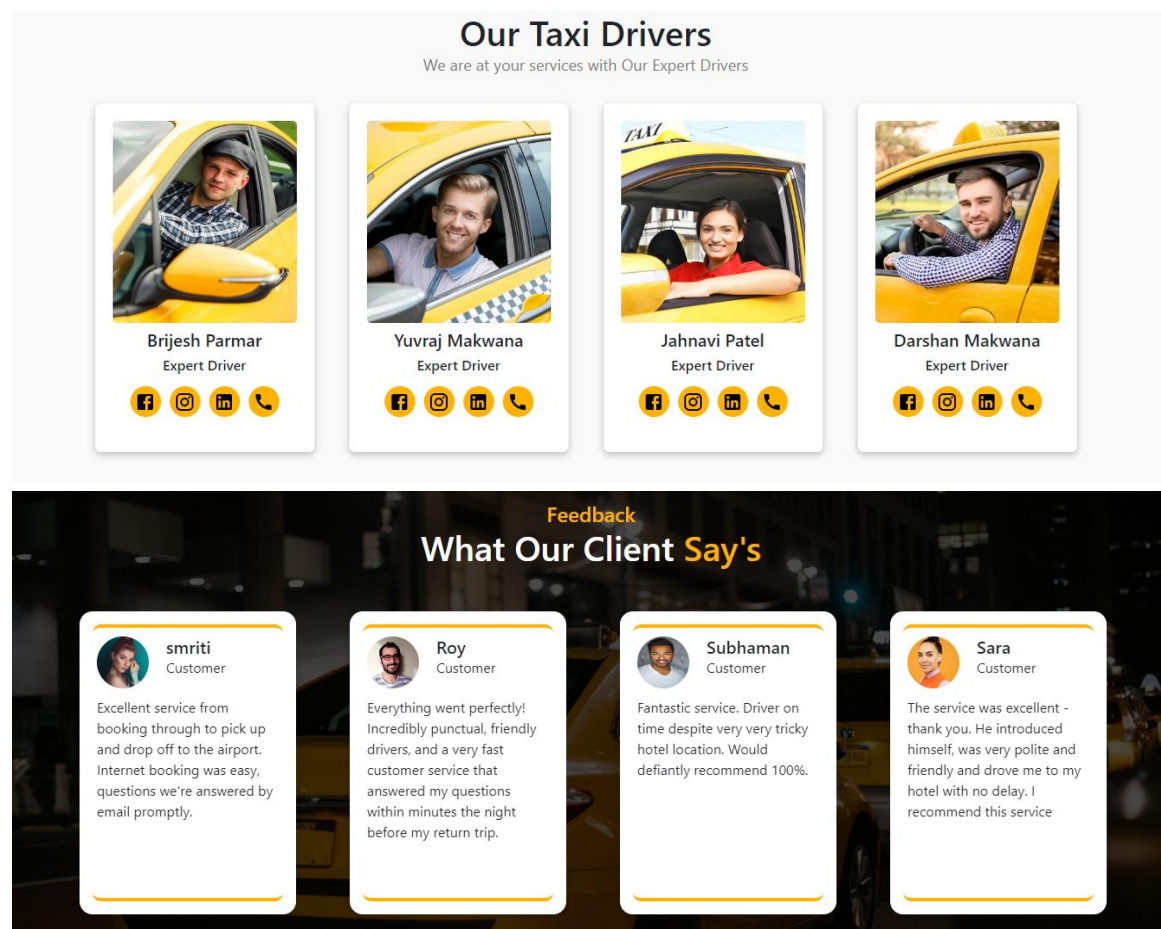 Our Taxi Drivers
We are at your services with Our Expert Drivers
TAXI
Brijesh Parmar
Expert Driver
Yuvraj Makwana
Expert Driver
Jahnavi Patel
Expert Driver
Darshan Makwana
Expert Driver
Feedback
What Our Client Say's
smriti
Customer
Excellent service from
booking through to pick up
and drop off to the airport.
Internet booking was easy,
questions we're answered by
email promptly.
Roy
Customer
Everything went perfectly!
Incredibly punctual, friendly
drivers, and a very fast
customer service that
answered my questions
within minutes the night
before my return trip.
Subhaman
Customer
Fantastic service. Driver on
time despite very very tricky
hotel location. Would
defiantly recommend 100%.
Sara
Customer
The service was excellent -
thank you. He introduced
himself, was very polite and
friendly and drove me to my
hotel with no delay. I
recommend this service